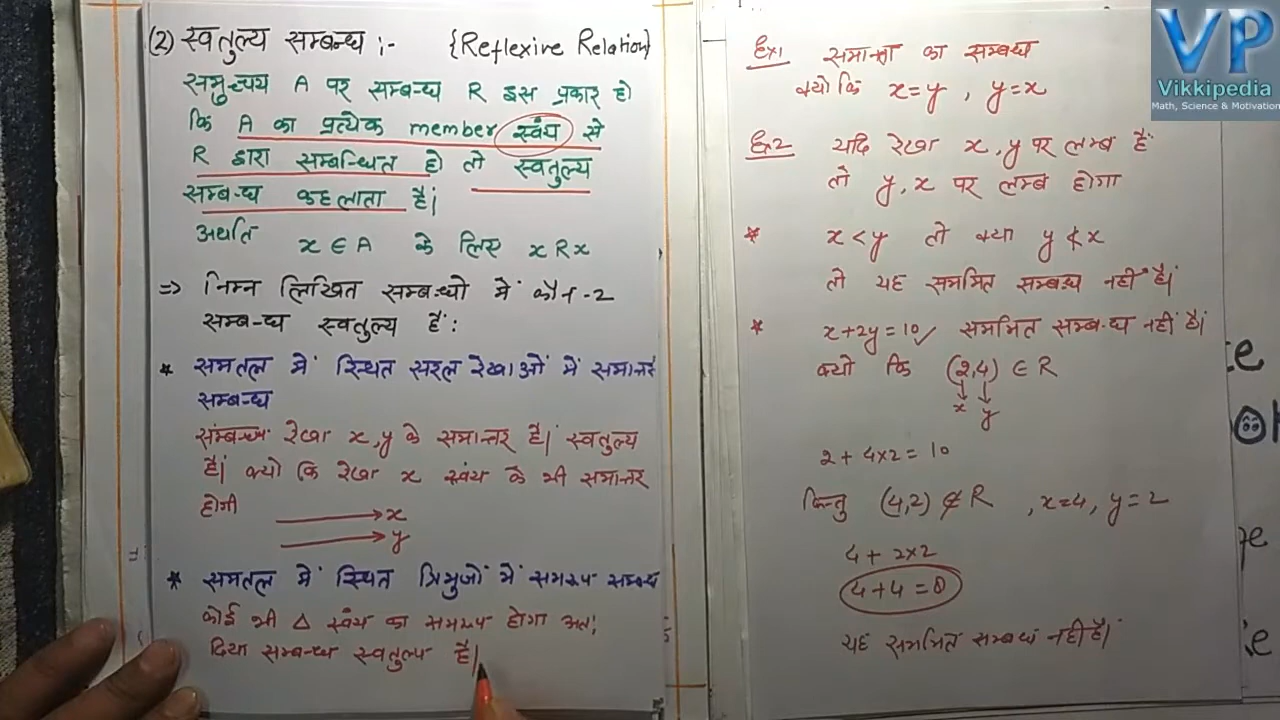 (2) स्वतुल्य सम्बन्ध :- {Reflexive Relation}
समुच्चय A पर सम्बन्ध R इस प्रकार हो
कि A का प्रत्येक member स्वंय से
R द्वारा सम्बन्धित हो तो स्वतुल्य
सम्बन्ध कहलाता है।
अर्थात x ∈ A के लिए x R x
=> निम्न लिखित सम्बन्धो में कौन-2
सम्बन्ध स्वतुल्य हैं:
* समतल में स्थित सरल रेखाओं में समान्तर
सम्बन्ध
संम्बन्ध रेखा x, y के समान्तर है। स्वतुल्य
है। क्यो कि रेखा x स्वंय के भी समान्तर
होगी
x
y
* समतल में स्थित त्रिभुजों में समरूप सम्बन्ध
कोई भी Δ स्वंय का समरूप होगा अतः
दिया सम्बन्ध स्वतुल्य है।
Ex1 का सम्बन्ध
क्यो कि x=y , y=x
Ex2 यदि रेखा x, y पर लम्ब है
तो y, x पर लम्ब होगा
* x<y तो क्या y≮x
तो यह सममित सम्बन्ध नहीं है।
* x+2y=10, सममित सम्बन्ध नहीं है।
क्यो कि (2,4) ∈ R
x y
2 + 4×2 = 10
किन्तु (4,2) ∉ R , x=4, y=2
4 + 2×2
4+4=8
यह सममित सम्बधं नही है।
VP
Vikkipedia
Math, Science & Motivation